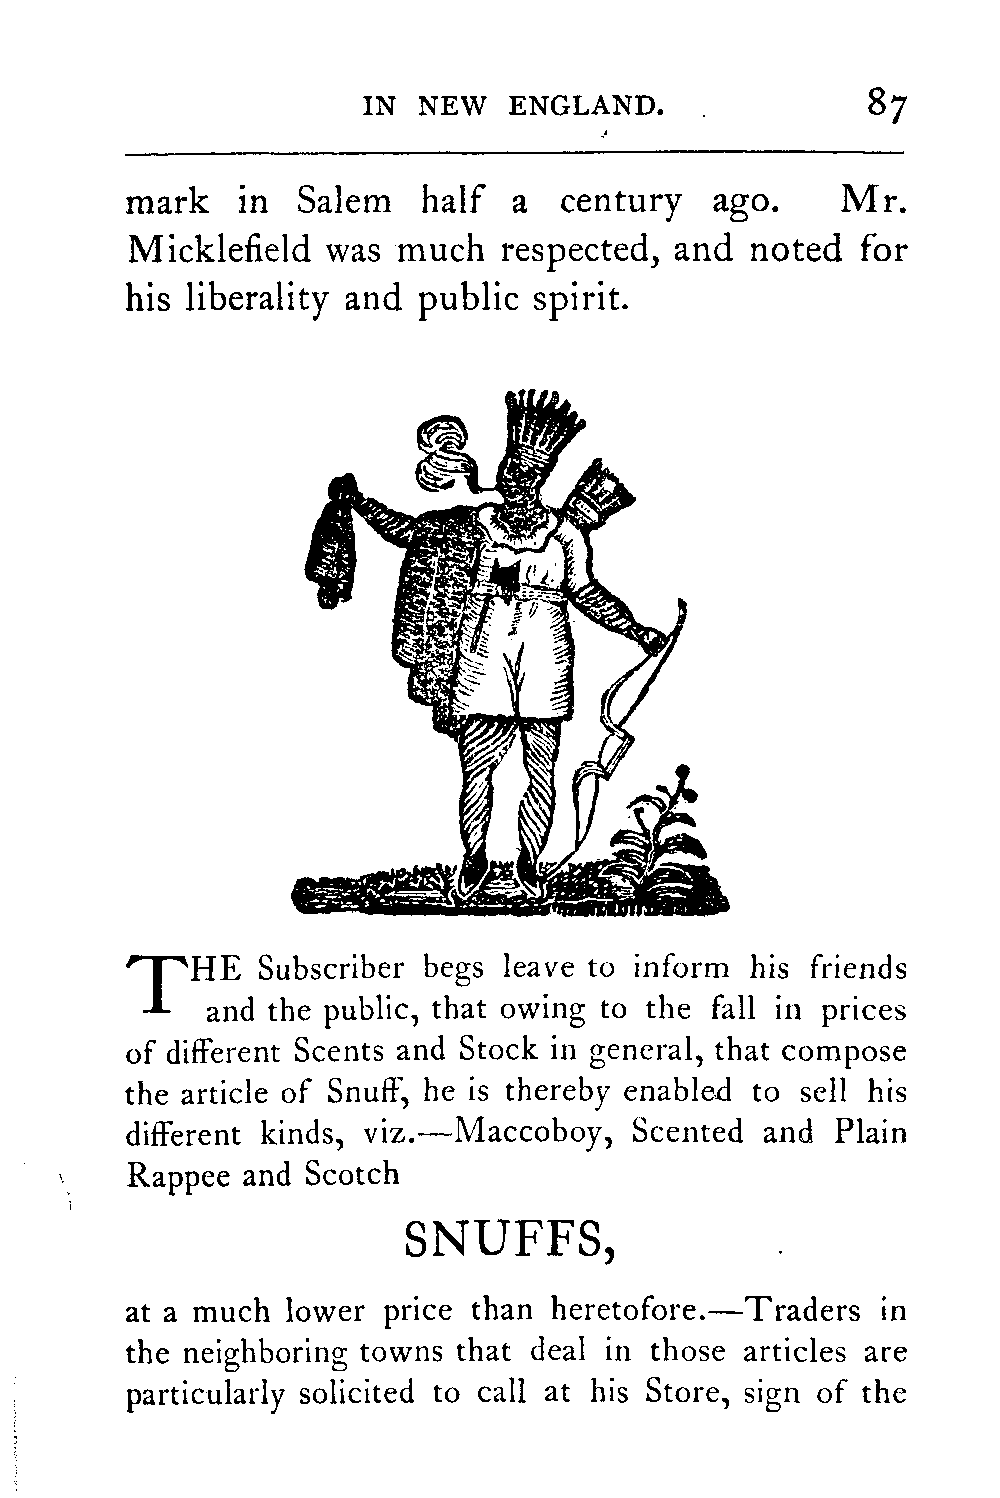 IN NEW ENGLAND. 87
mark in Salem half a century ago. Mr.
Micklefield was much respected, and noted for
his liberality and public spirit.
THE Subscriber begs leave to inform his friends
and the public, that owing to the fall in prices
of different Scents and Stock in general, that compose
the article of Snuff, he is thereby enabled to sell his
different kinds, viz.—Maccoboy, Scented and Plain
Rappee and Scotch
SNUFFS,
at a much lower price than heretofore.—Traders in
the neighboring towns that deal in those articles are
particularly solicited to call at his Store, sign of the